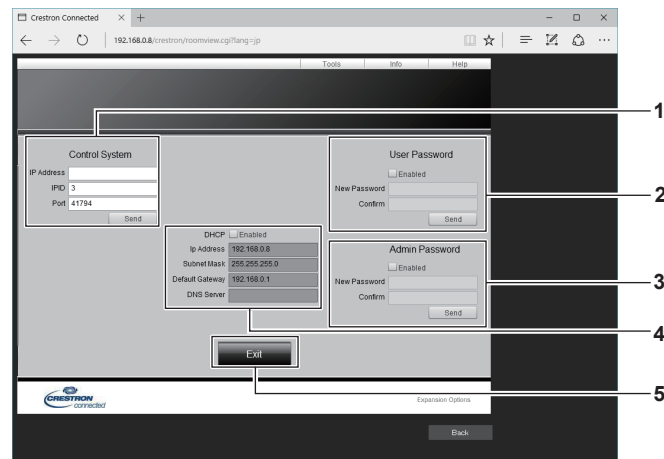 Crestron Connected
192.168.0.8/crestron/roomview.cgi?lang=jp
Tools Info Help
1
Control System
IP Address
IPID 3
Port 41794
Send
User Password
Enabled
New Password
Confirm
Send
2
DHCP Enabled
Ip Address 192.168.0.8
Subnet Mask 255.255.255.0
Default Gateway 192.168.0.1
DNS Server
Admin Password
Enabled
New Password
Confirm
Send
3
4
Exit
5
CRESTRON
connected
Expansion Options
Back